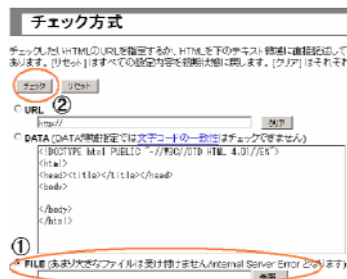 チェック方式
チェックしたいHTMLのURLを指定するか、HTMLを下のテキスト領域に直接記述して
あります。[リセット]はすべての設定内容を初期状態に戻します。[クリア]はそれぞれ
チェック リセット
②
URL
http:// クリア
DATA (DATA領域指定では文字コードの一致性はチェックできません)
<!DOCTYPE html PUBLIC "-//W3C//DTD HTML 4.01//EN">
<html>
<head><title></title></head>
<body>
</body>
</html>
①
FILE (あまり大きなファイルは受け付けません/Internal Server Error となります)
参照